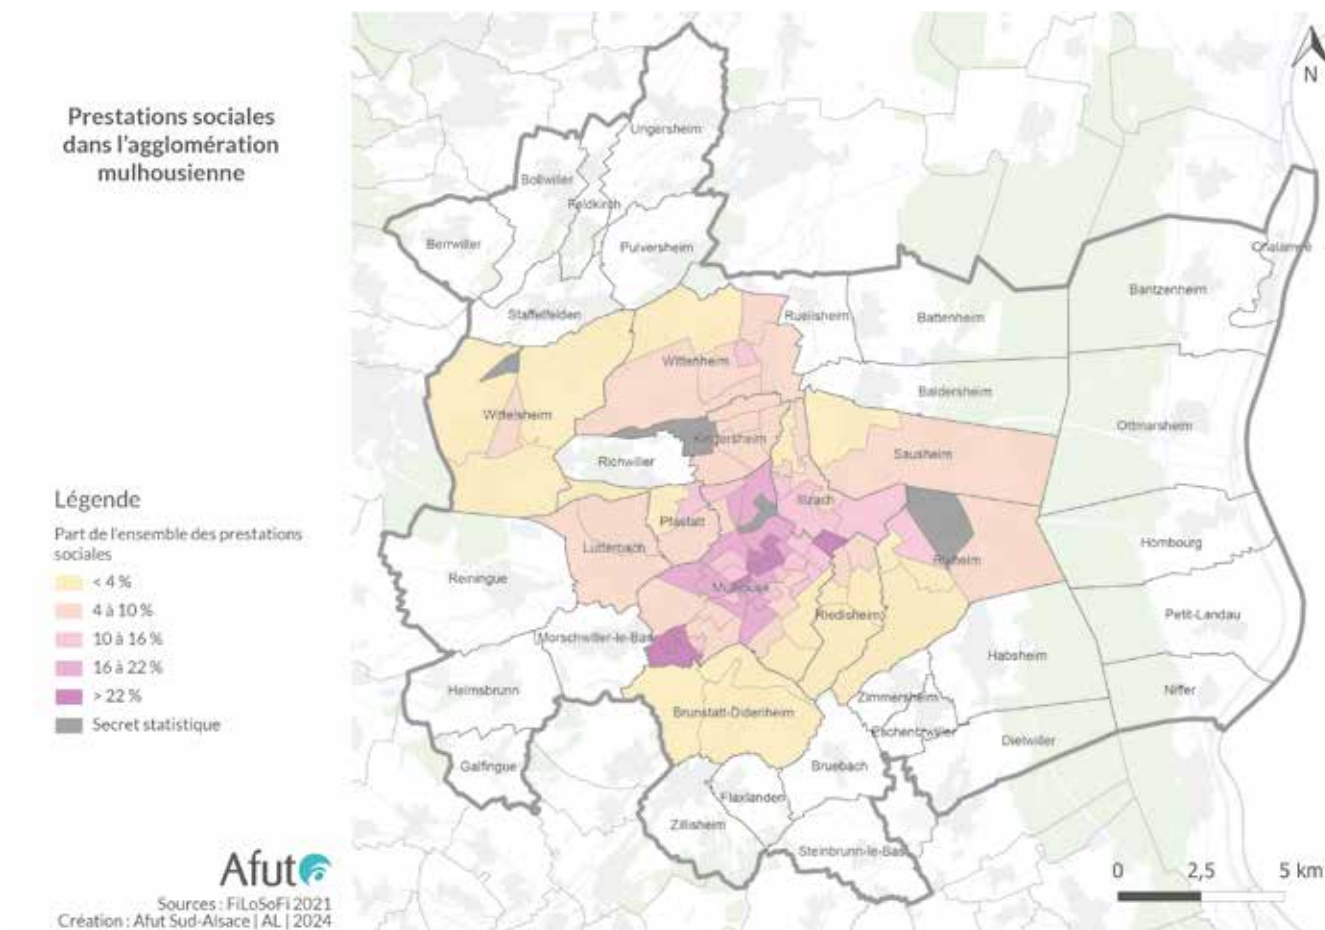 Prestations sociales
dans l'agglomération
mulhousienne
N
Ungersheim
Bollwiller
Feldkirch
Berrwiller
Pulversheim
Chalampé
Bantzenheim
Staffelfelden
Ruelisheim
Battenheim
Wittenheim
Baldersheim
Wittelsheim
Ottmarsheim
Kingersheim
Sausheim
Richwiller
Illzach
Pfastatt
Lutterbach
Rixheim
Hombourg
Reiningue
Mulhouse
Riedisheim
Petit-Landau
Morschwiller-le-Bas
Habsheim
Heimsbrunn
Zimmersheim
Niffer
Brunstatt-Didenheim
Eschentzwiller
Dietwiller
Galfingue
Bruebach
Flaxlanden
Zillisheim
Steinbrunn-le-Bas
Légende
Part de l'ensemble des prestations
sociales
< 4 %
4 à 10 %
10 à 16 %
16 à 22 %
> 22 %
Secret statistique
Afut
Sources : FiLoSoFi 2021
Création : Afut Sud-Alsace | AL | 2024
0 2,5 5 km